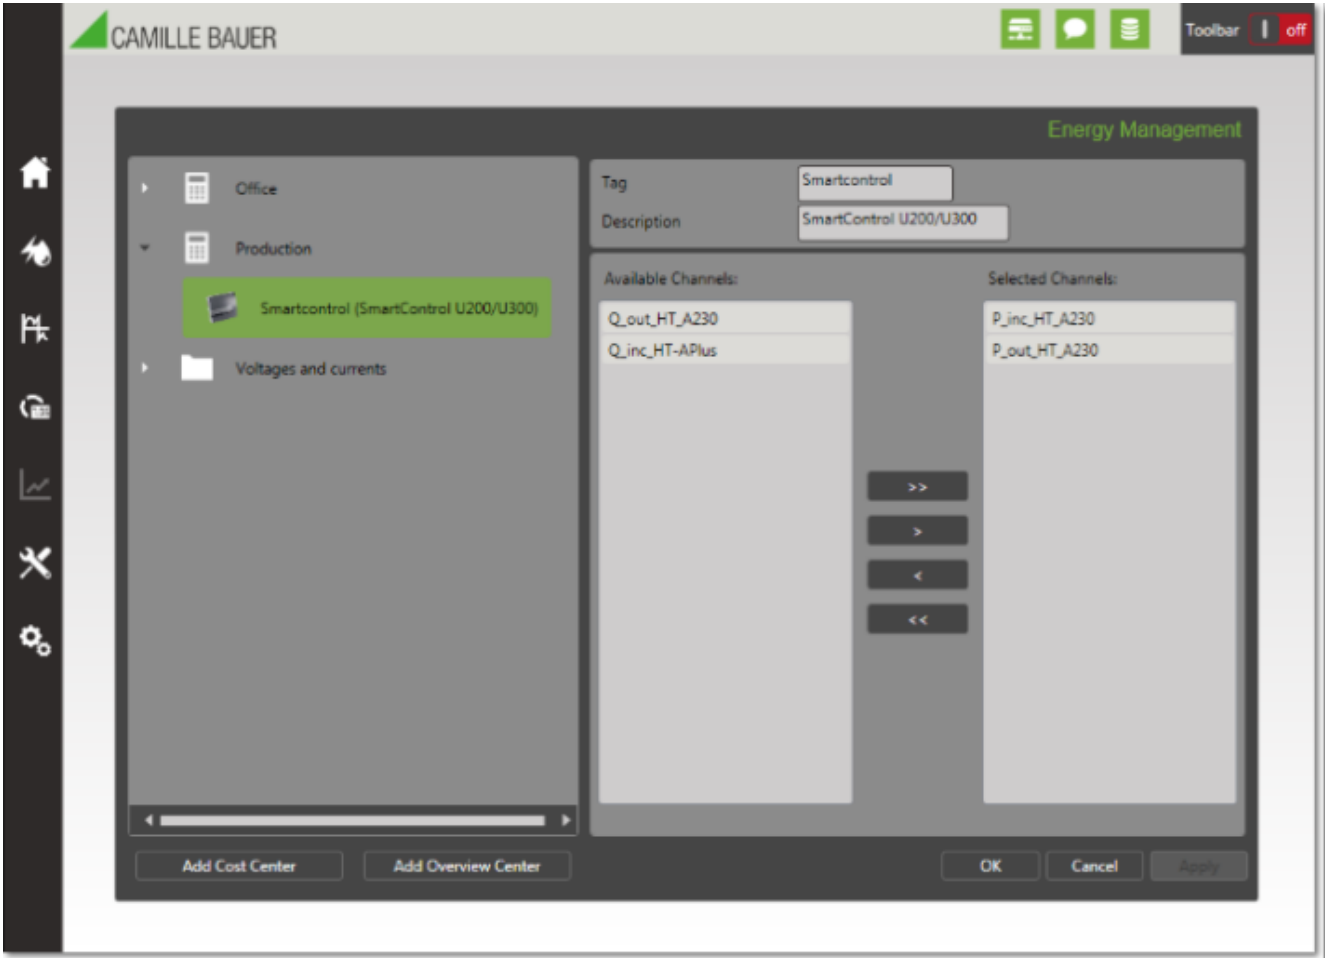 CAMILLE BAUER
Toolbar off
Energy Management
Office
Production
Smartcontrol (SmartControl U200/U300)
Voltages and currents
Tag Smartcontrol
Description SmartControl U200/U300
Available Channels: Selected Channels:
Q_out_HT_A230 P_inc_HT_A230
Q_inc_HT-APlus P_out_HT_A230
>>
>
<
<<
Add Cost Center Add Overview Center OK Cancel Apply